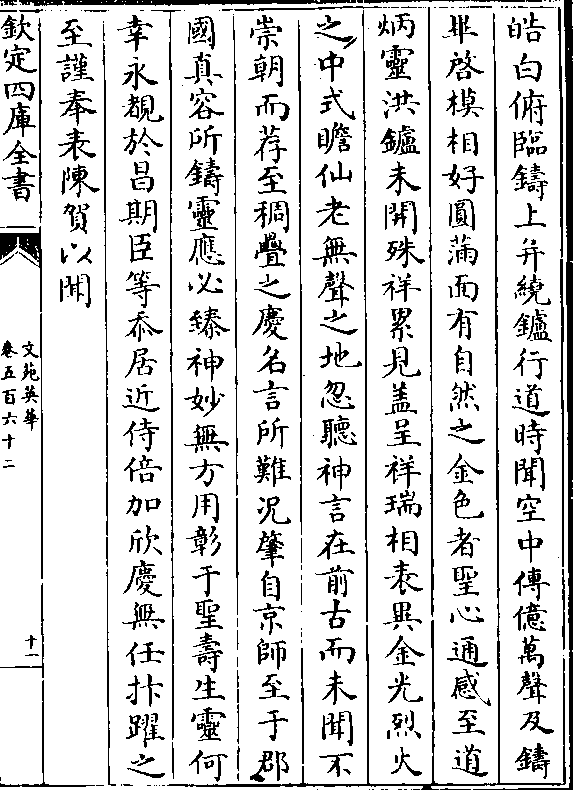 皓白俯臨鑄上幷繞鑪行道時聞空中傳億萬聲及鑄
畢啓模相好圓滿而有自然之金色者聖心通感至道
炳靈洪鑪未開殊祥累見蓋呈祥瑞相表異金光烈火
之中式瞻仙老無聲之地忽聽神言在前古而未聞不
崇朝而荐至稠疊之慶名言所難况肇自京師至于郡
國真容所鑄靈應必臻神妙無方用彰于聖壽生靈何
幸永覩於昌期臣等忝居近侍倍加欣慶無任抃躍之
至謹奉表陳賀以聞
欽定四庫全書
文苑英華
卷五百六十二
十一